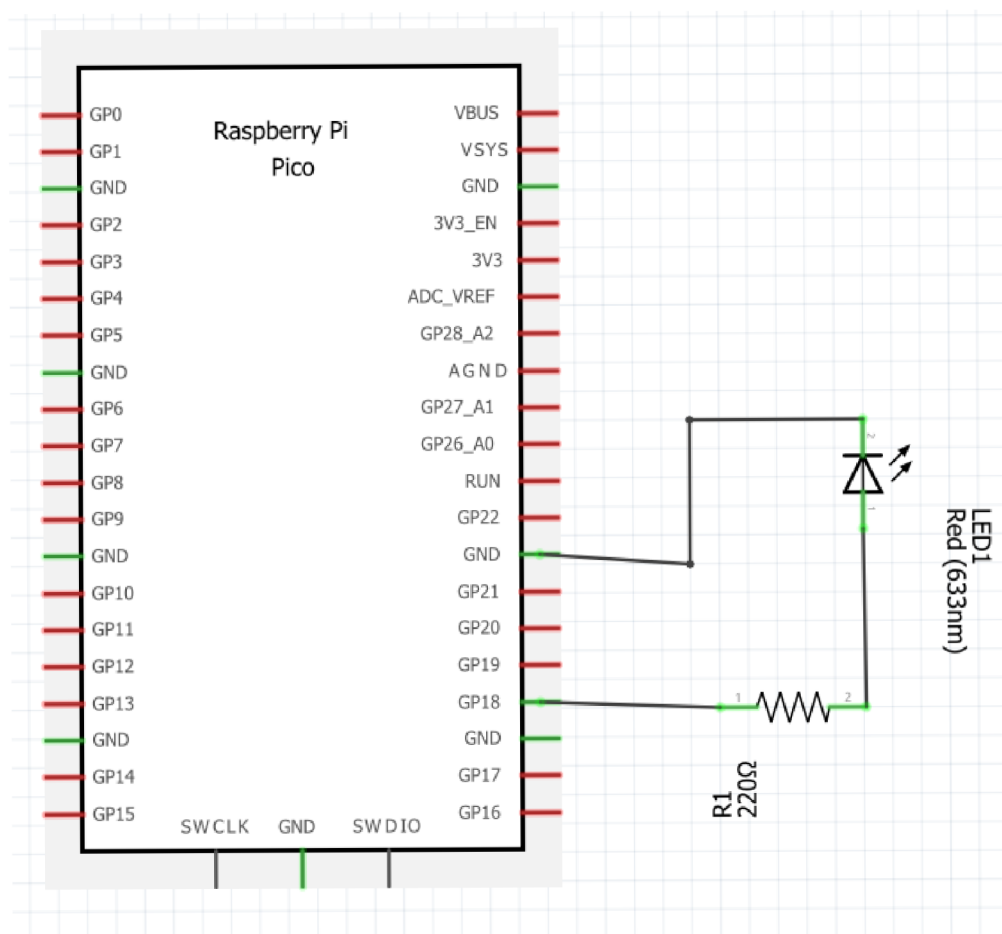 Raspberry Pi
Pico
GP0
GP1
GND
GP2
GP3
GP4
GP5
GND
GP6
GP7
GP8
GP9
GND
GP10
GP11
GP12
GP13
GND
GP14
GP15
VBUS
VSYS
GND
3V3_EN
3V3
ADC_VREF
GP28_A2
AGND
GP27_A1
GP26_A0
RUN
GP22
GND
GP21
GP20
GP19
GP18
GND
GP17
GP16
SWCLK GND SWDIO
2
1
LED1
Red (633nm)
1 2
R1
220Ω